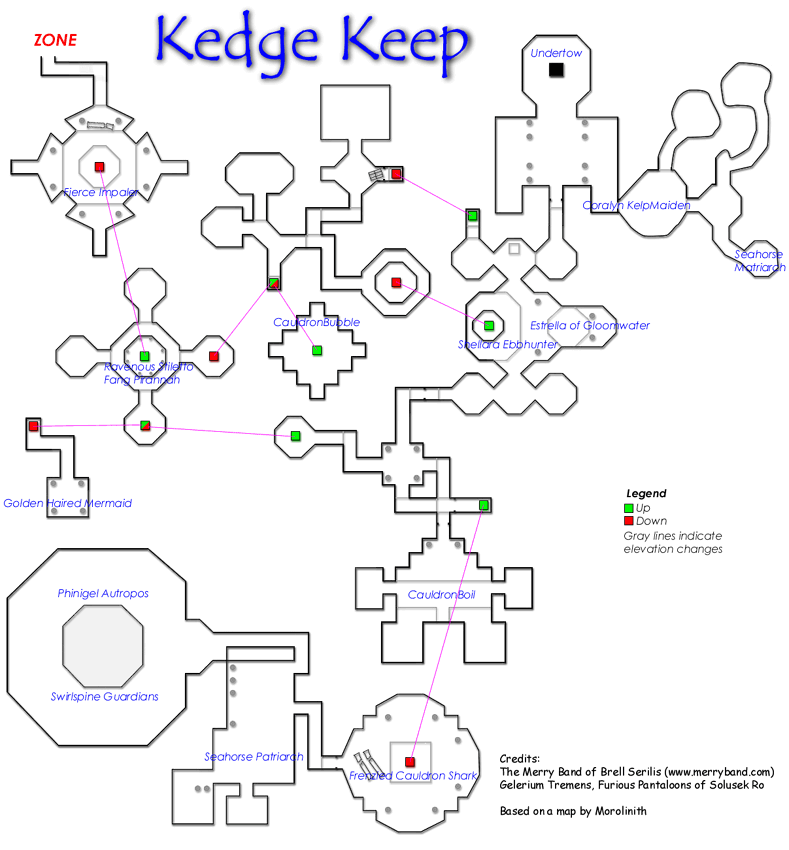 Kedge Keep
ZONE
Undertow
Fierce Impaler
Coralyn KelpMaiden
Seahorse
Matriarch
CauldronBubble
Estrella of Gloomwater
Shellara Ebbhunter
Ravenous Stiletto
Fang Pirannah
Golden Haired Mermaid
Legend
Up
Down
Gray lines indicate
elevation changes
Phinigel Autropos
CauldronBoil
Swirlspine Guardians
Seahorse Patriarch
Frenzied Cauldron Shark
Credits:
The Merry Band of Brell Serilis (www.merryband.com)
Gelerium Tremens, Furious Pantaloons of Solusek Ro
Based on a map by Morolinith